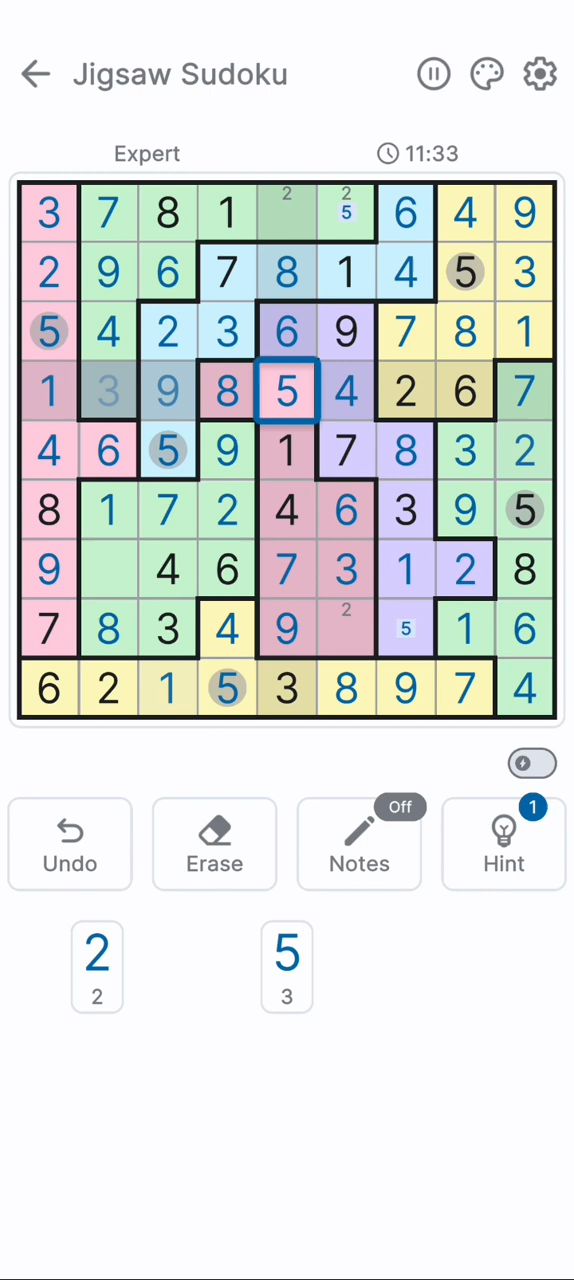 Jigsaw Sudoku
Expert 11:33
2 2
3 7 8 1 5 6 4 9
2 9 6 7 8 1 4 5 3
5 4 2 3 6 9 7 8 1
1 3 9 8 5 4 2 6 7
4 6 5 9 1 7 8 3 2
8 1 7 2 4 6 3 9 5
9 4 6 7 3 1 2 8
2
7 8 3 4 9 5 1 6
6 2 1 5 3 8 9 7 4
Off 1
Undo Erase Notes Hint
2 5
2 3